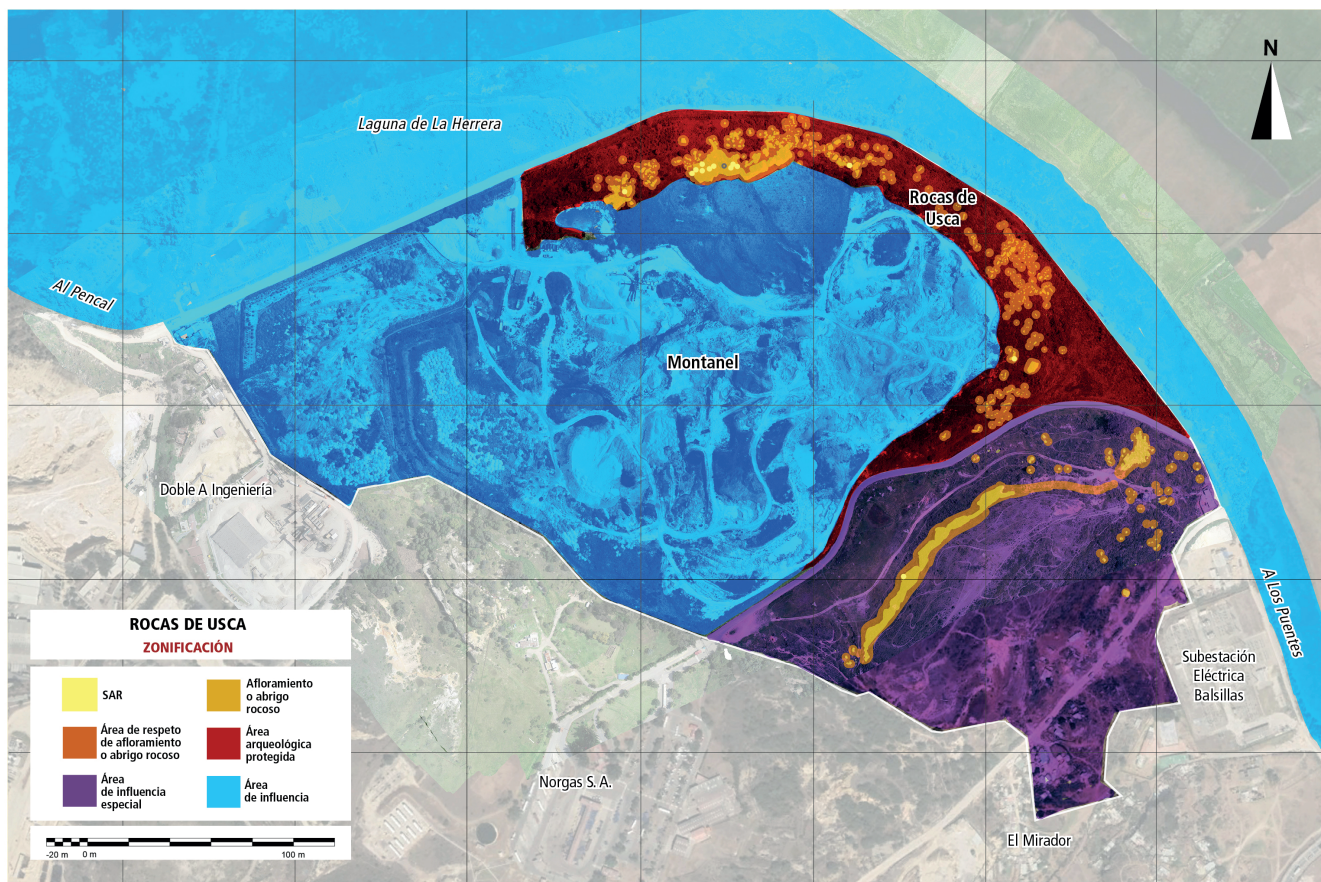 N
Laguna de La Herrera
Rocas de
Usca
Al Pencal
Montanel
Doble A Ingeniería
A Los Puentes
Subestación
Eléctrica
Balsillas
Norgas S. A.
El Mirador
ROCAS DE USCA
ZONIFICACIÓN
SAR
Afloramiento
o abrigo
rocoso
Área de respeto
de afloramiento
o abrigo rocoso
Área
arqueológica
protegida
Área
de influencia
especial
Área
de influencia
-20 m 0 m 100 m